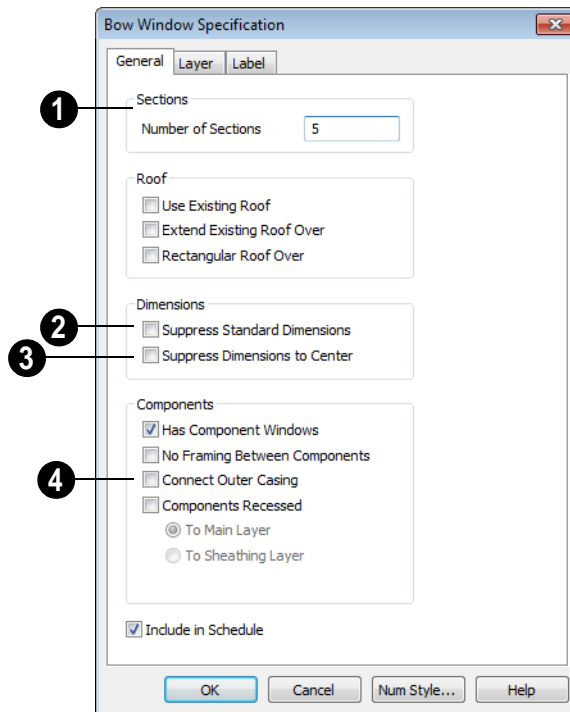 Bow Window Specification
General
Layer
Label
1
Sections
Number of Sections 5
Roof
Use Existing Roof
Extend Existing Roof Over
Rectangular Roof Over
Dimensions
2
Suppress Standard Dimensions
3
Suppress Dimensions to Center
Components
Has Component Windows
No Framing Between Components
4
Connect Outer Casing
Components Recessed
To Main Layer
To Sheathing Layer
Include in Schedule
OK
Cancel
Num Style...
Help